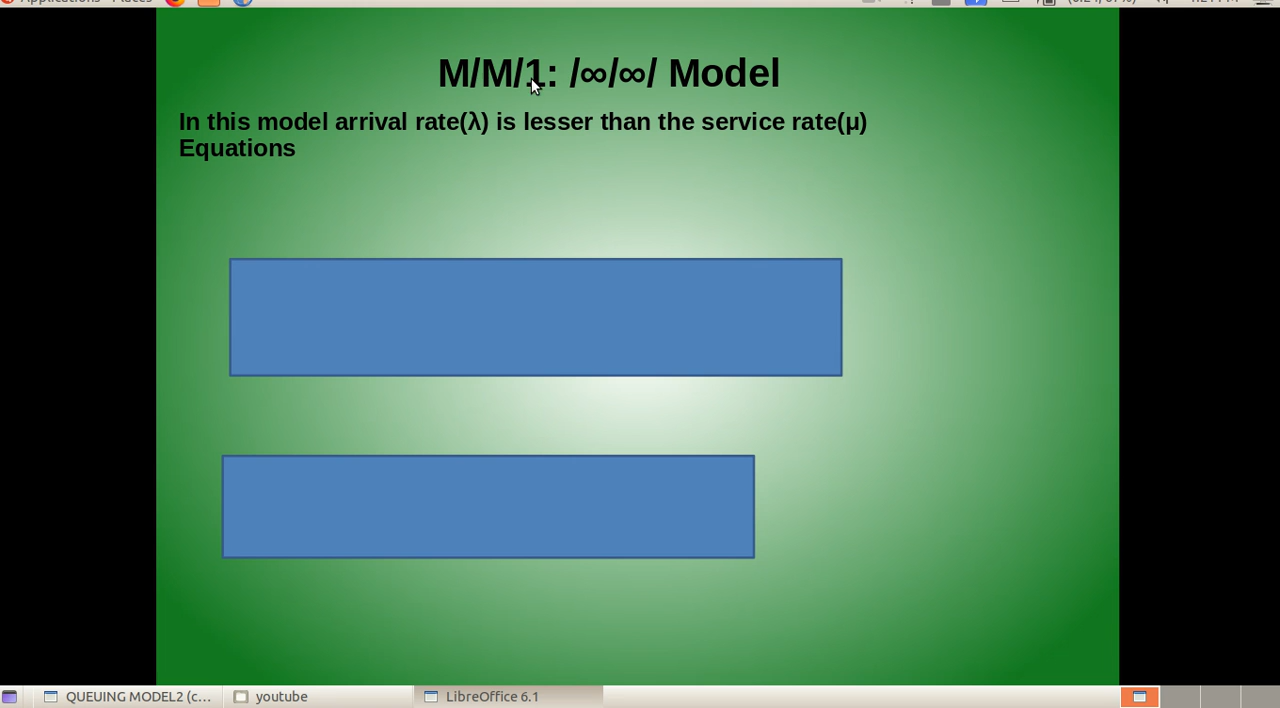 M/M/1: /∞/∞/ Model
In this model arrival rate(λ) is lesser than the service rate(μ)
Equations
QUEUING MODEL2 (c... youtube LibreOffice 6.1